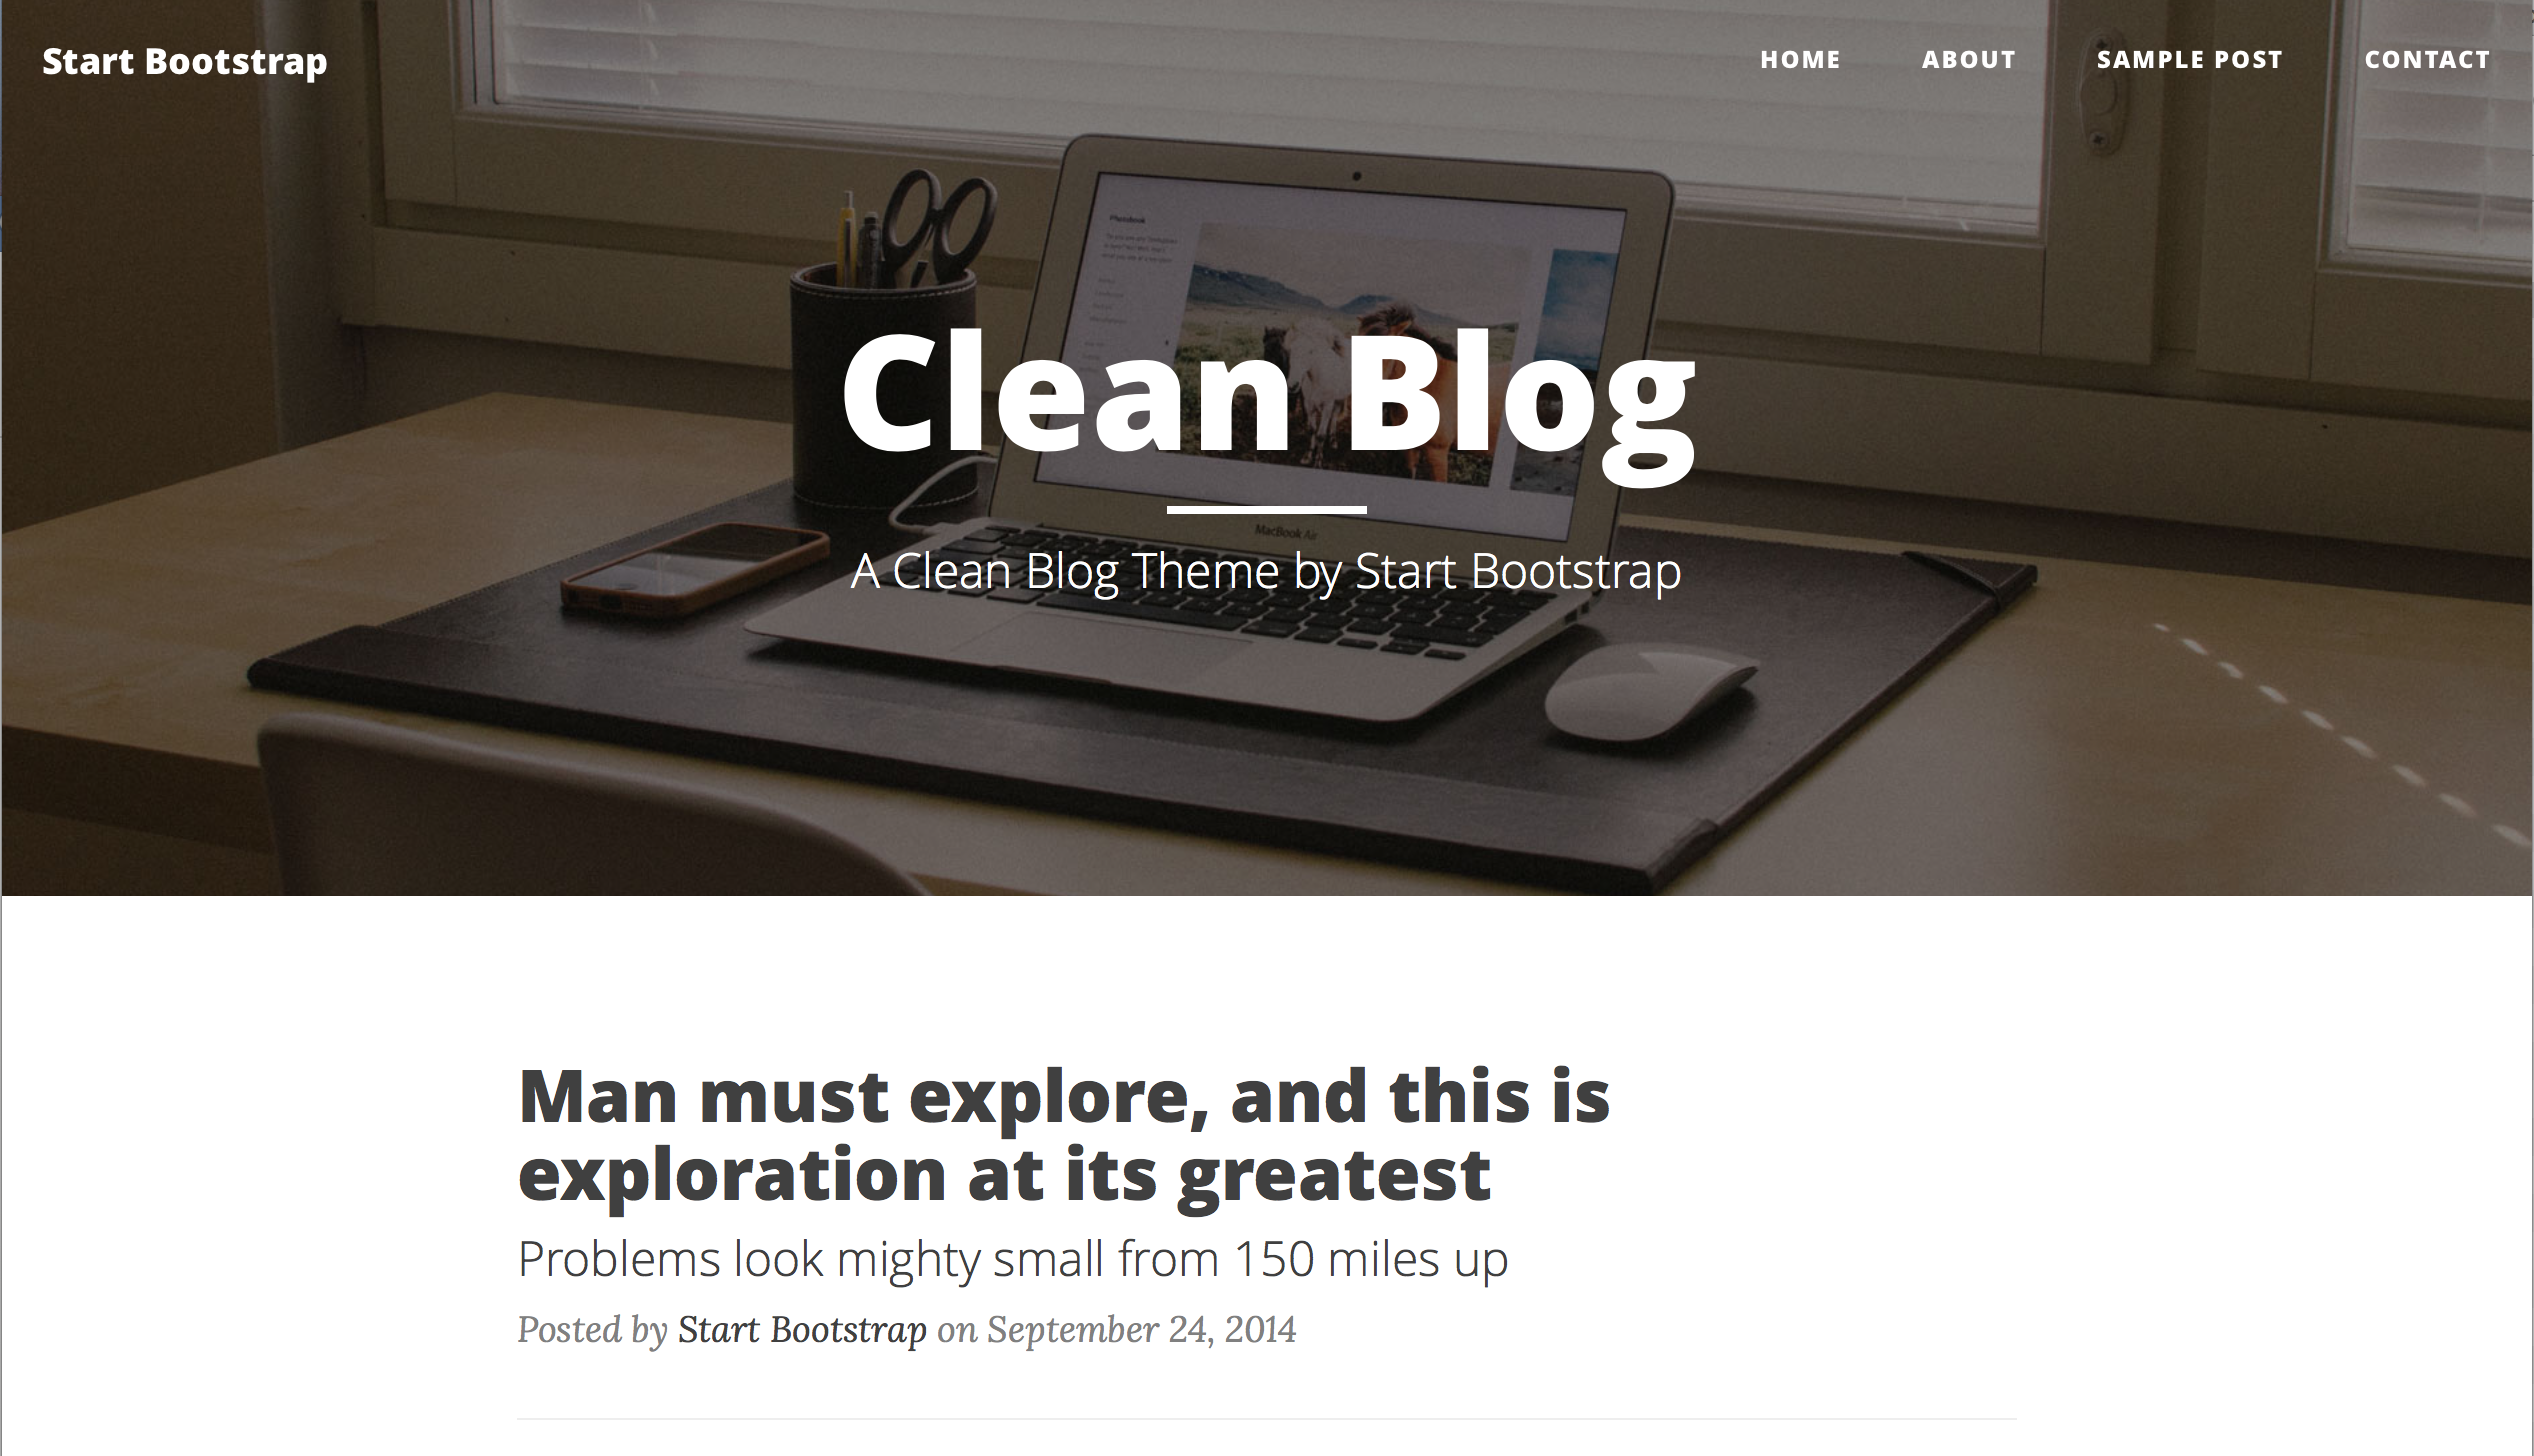 Start Bootstrap
HOME ABOUT SAMPLE POST CONTACT
Clean Blog
MacBook Air
A Clean Blog Theme by Start Bootstrap
Man must explore, and this is
exploration at its greatest
Problems look mighty small from 150 miles up
Posted by Start Bootstrap on September 24, 2014